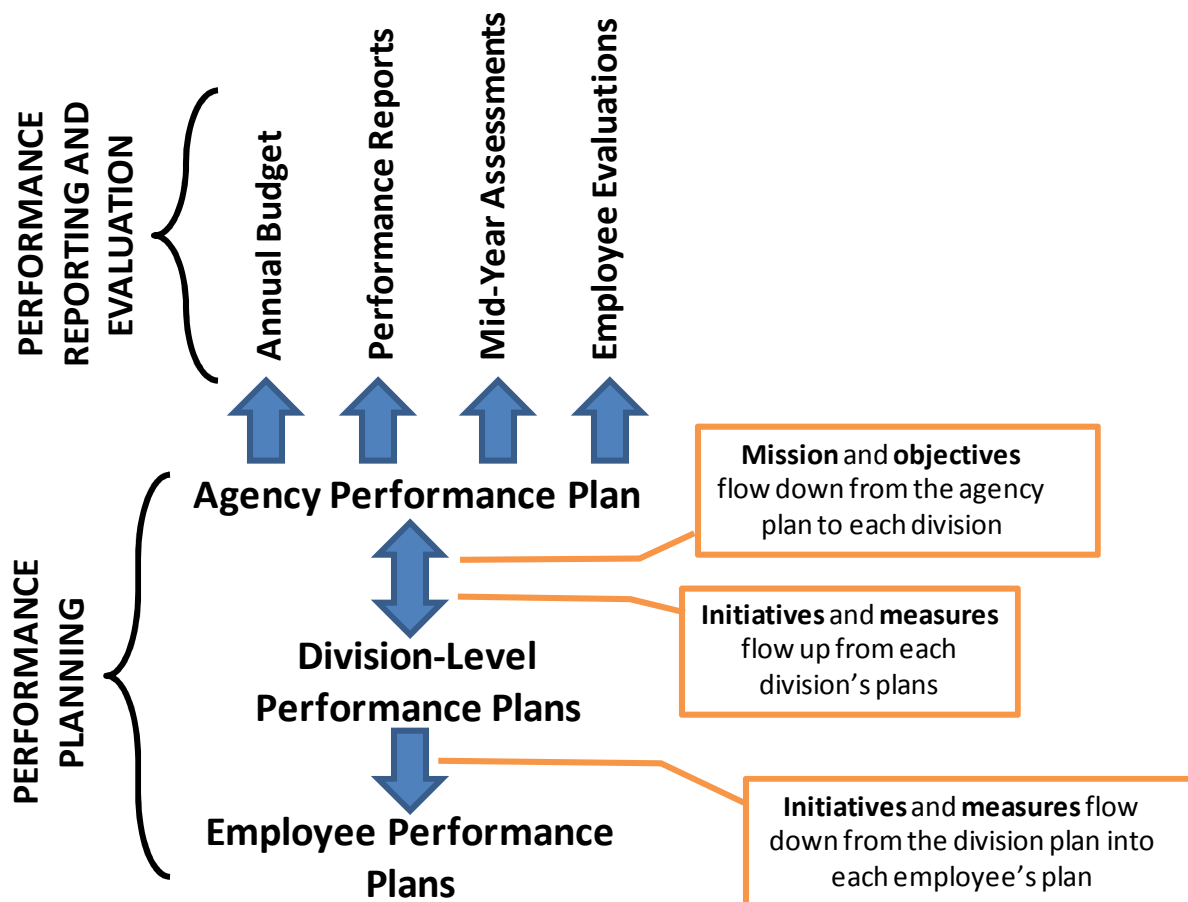 PERFORMANCE
REPORTING AND
EVALUATION
Annual Budget
Performance Reports
Mid-Year Assessments
Employee Evaluations
PERFORMANCE
PLANNING
Agency Performance Plan
Mission and objectives
flow down from the agency
plan to each division
Initiatives and measures
flow up from each
division’s plans
Division-Level
Performance Plans
Initiatives and measures flow
down from the division plan into
each employee’s plan
Employee Performance
Plans